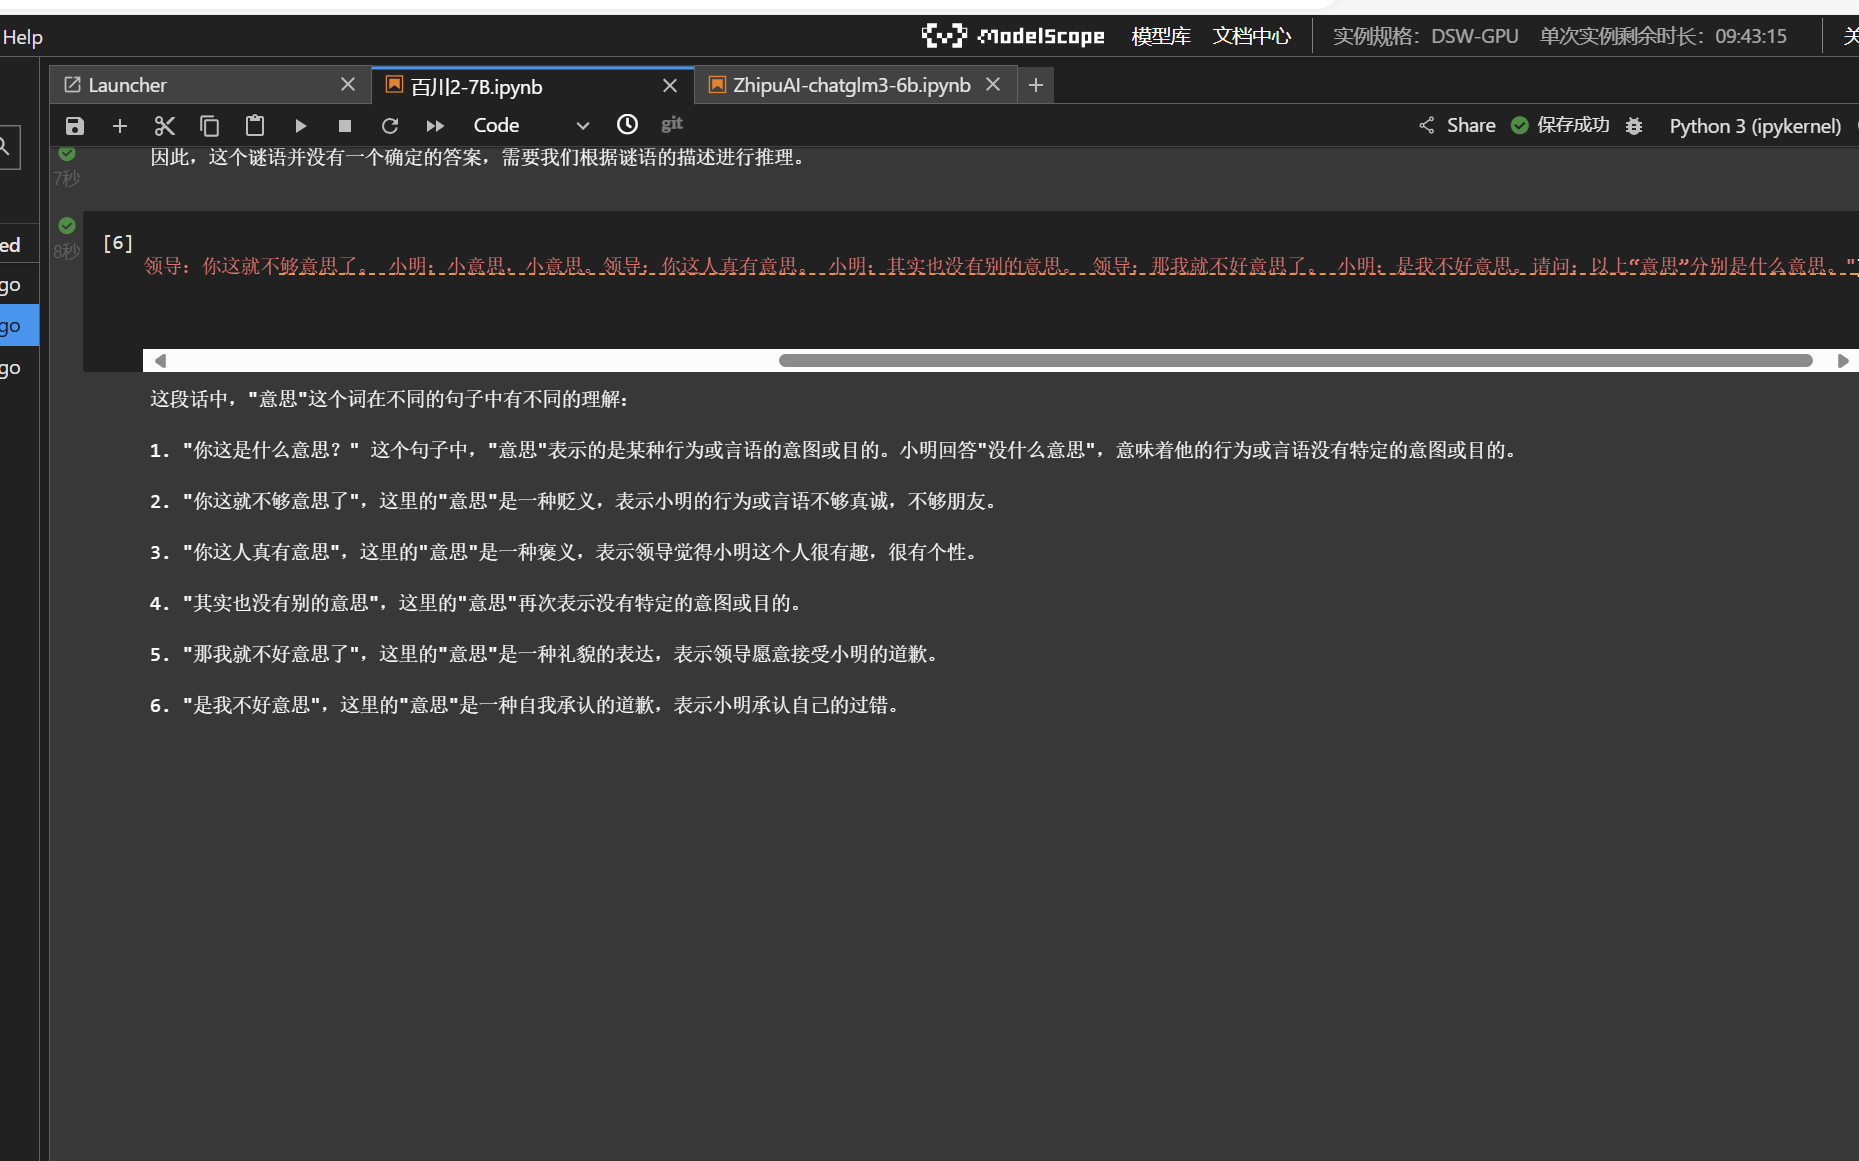 Help
ModelScope 模型库 文档中心 实例规格：DSW-GPU 单次实例剩余时长：09:43:15
Launcher 百川2-7B.ipynb ZhipuAI-chatglm3-6b.ipynb
Code git Share 保存成功 Python 3 (ipykernel)
因此，这个谜语并没有一个确定的答案，需要我们根据谜语的描述进行推理。
7秒
ed
[6]
8秒
领导：你这就不够意思了。 小明：小意思，小意思。领导：你这人真有意思。 小明：其实也没有别的意思。 领导：那我就不好意思了。 小明：是我不好意思。请问：以上“意思”分别是什么意思。"
go
go
go
这段话中，"意思"这个词在不同的句子中有不同的理解：
1. "你这是什么意思？" 这个句子中，"意思"表示的是某种行为或言语的意图或目的。小明回答"没什么意思"，意味着他的行为或言语没有特定的意图或目的。
2. "你这就不够意思了"，这里的"意思"是一种贬义，表示小明的行为或言语不够真诚，不够朋友。
3. "你这人真有意思"，这里的"意思"是一种褒义，表示领导觉得小明这个人很有趣，很有个性。
4. "其实也没有别的意思"，这里的"意思"再次表示没有特定的意图或目的。
5. "那我就不好意思了"，这里的"意思"是一种礼貌的表达，表示领导愿意接受小明的道歉。
6. "是我不好意思"，这里的"意思"是一种自我承认的道歉，表示小明承认自己的过错。